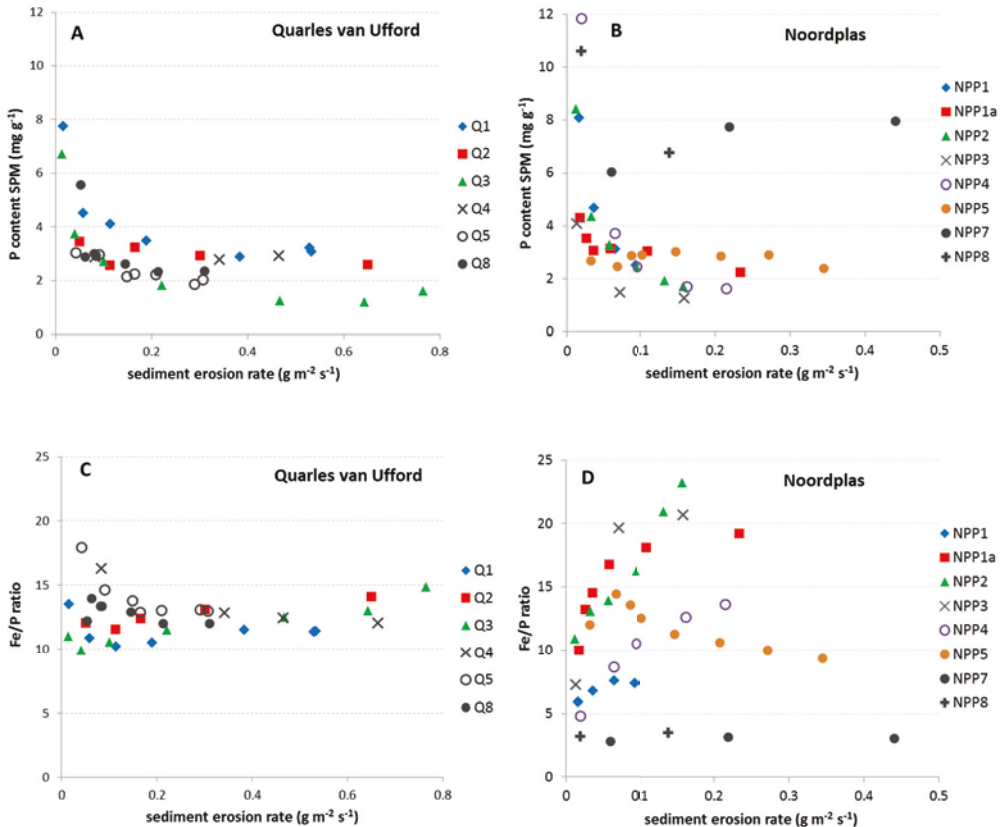 A
Quarles van Ufford
P content SPM (mg g⁻¹)
12
10
8
6
4
2
0
0
0.2
0.4
0.6
0.8
sediment erosion rate (g m⁻² s⁻¹)
Q1
Q2
Q3
Q4
Q5
Q8
B
Noordplas
P content SPM (mg g⁻¹)
12
10
8
6
4
2
0
0
0.1
0.2
0.3
0.4
0.5
sediment erosion rate (g m⁻² s⁻¹)
NPP1
NPP1a
NPP2
NPP3
NPP4
NPP5
NPP7
NPP8
C
Quarles van Ufford
Fe/P ratio
25
20
15
10
5
0
0
0.2
0.4
0.6
0.8
sediment erosion rate (g m⁻² s⁻¹)
Q1
Q2
Q3
Q4
Q5
Q8
D
Noordplas
Fe/P ratio
25
20
15
10
5
0
0
0.1
0.2
0.3
0.4
0.5
sediment erosion rate (g m⁻² s⁻¹)
NPP1
NPP1a
NPP2
NPP3
NPP4
NPP5
NPP7
NPP8